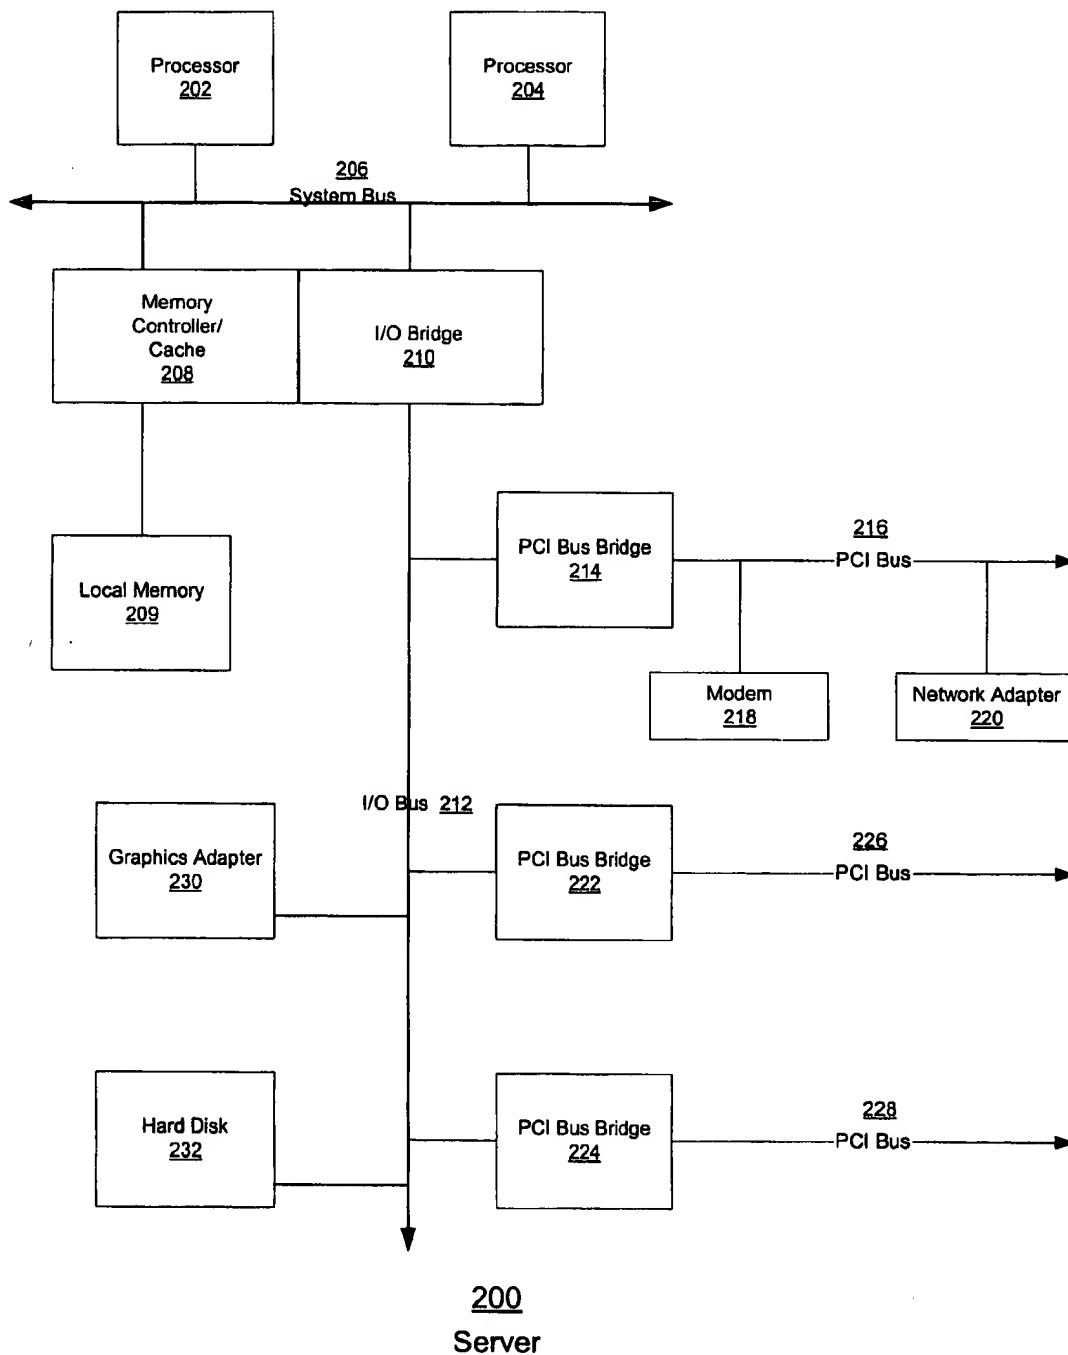 Processor
202
Processor
204
206
System Bus
Memory
Controller/
Cache
208
I/O Bridge
210
PCI Bus Bridge
214
216
PCI Bus
Local Memory
209
Modem
218
Network Adapter
220
I/O Bus 212
Graphics Adapter
230
PCI Bus Bridge
222
226
PCI Bus
Hard Disk
232
PCI Bus Bridge
224
228
PCI Bus
200
Server